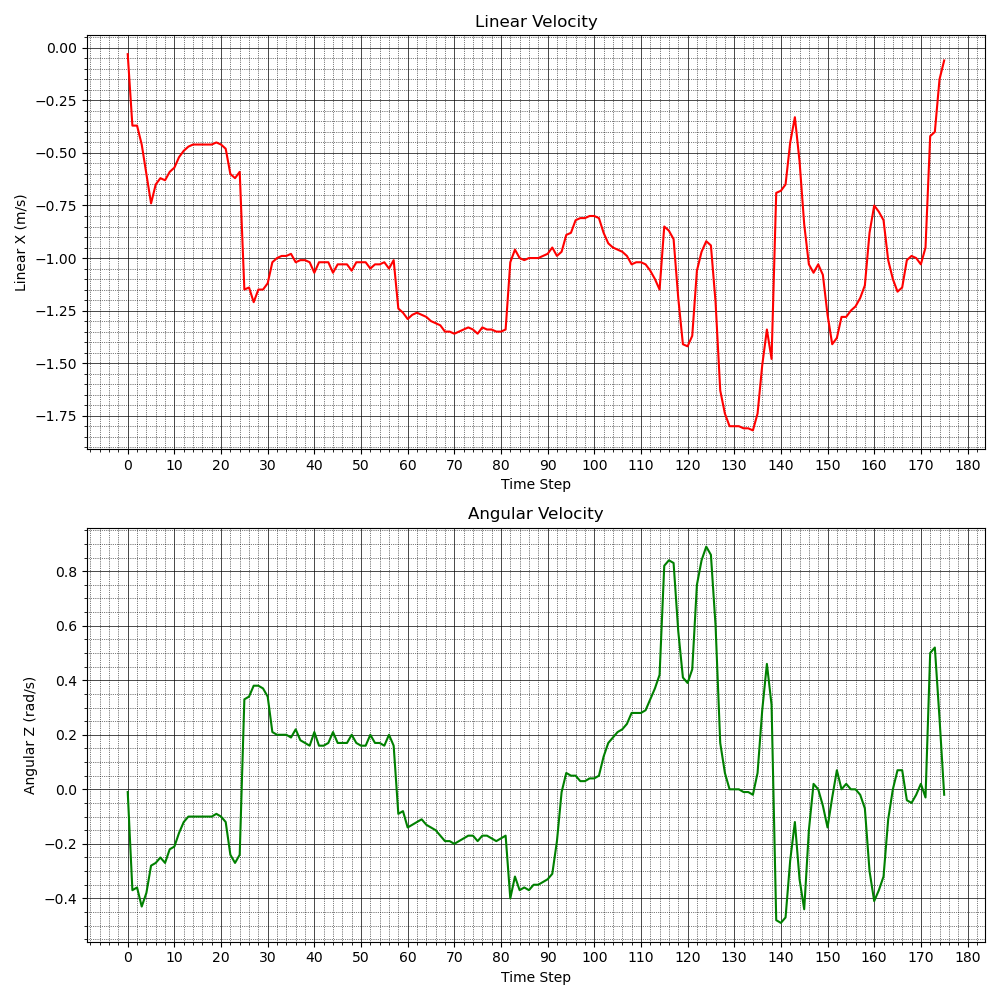 Linear Velocity
0.00
−0.25
−0.50
−0.75
−1.00
−1.25
−1.50
−1.75
Linear X (m/s)
0 10 20 30 40 50 60 70 80 90 100 110 120 130 140 150 160 170 180
Time Step
Angular Velocity
0.8
0.6
0.4
0.2
0.0
−0.2
−0.4
Angular Z (rad/s)
0 10 20 30 40 50 60 70 80 90 100 110 120 130 140 150 160 170 180
Time Step